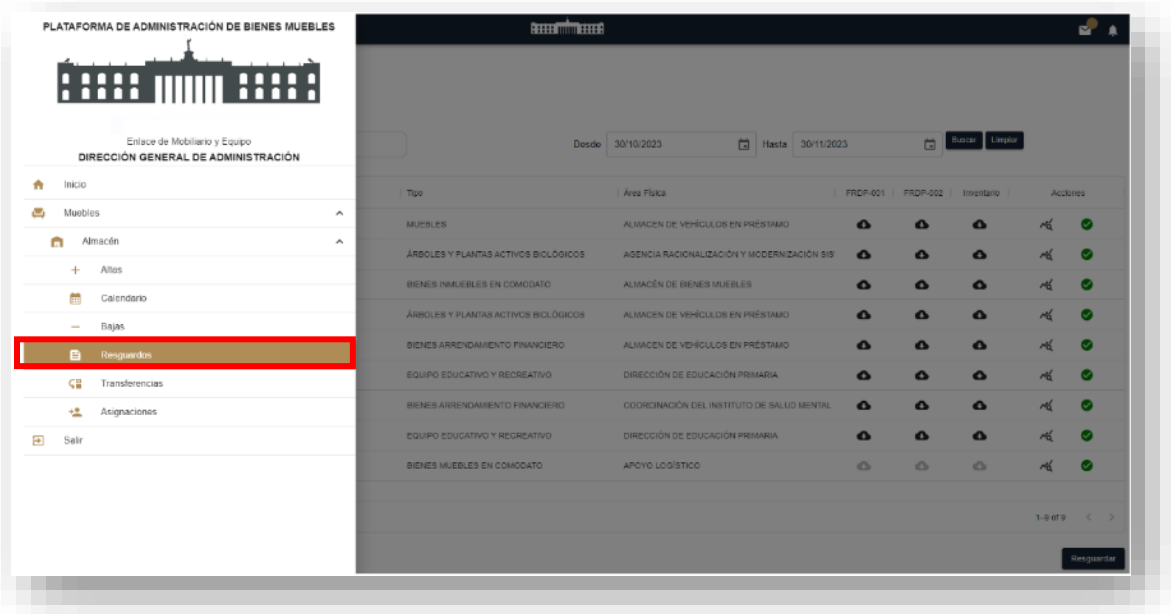 PLATAFORMA DE ADMINISTRACIÓN DE BIENES MUEBLES
Enlace de Mobiliario y Equipo
DIRECCIÓN GENERAL DE ADMINISTRACIÓN
Inicio
Muebles
Almacén
Altas
Calendario
Bajas
Resguardos
Transferencias
Asignaciones
Salir
Desde 30/10/2023 Hasta 30/11/2023 Buscar Limpiar
Tipo Área Física FRDP-001 FRDP-002 Inventario Acciones
MUEBLES ALMACEN DE VEHÍCULOS EN PRÉSTAMO
ÁRBOLES Y PLANTAS ACTIVOS BIOLÓGICOS AGENCIA RACIONALIZACIÓN Y MODERNIZACIÓN SIS
BIENES INMUEBLES EN COMODATO ALMACÉN DE BIENES MUEBLES
ÁRBOLES Y PLANTAS ACTIVOS BIOLÓGICOS ALMACEN DE VEHÍCULOS EN PRÉSTAMO
BIENES ARRENDAMIENTO FINANCIERO ALMACEN DE VEHÍCULOS EN PRÉSTAMO
EQUIPO EDUCATIVO Y RECREATIVO DIRECCIÓN DE EDUCACIÓN PRIMARIA
BIENES ARRENDAMIENTO FINANCIERO COORDINACIÓN DEL INSTITUTO DE SALUD MENTAL
EQUIPO EDUCATIVO Y RECREATIVO DIRECCIÓN DE EDUCACIÓN PRIMARIA
BIENES MUEBLES EN COMODATO APOYO LOGÍSTICO
1–9 of 9
Resguardar